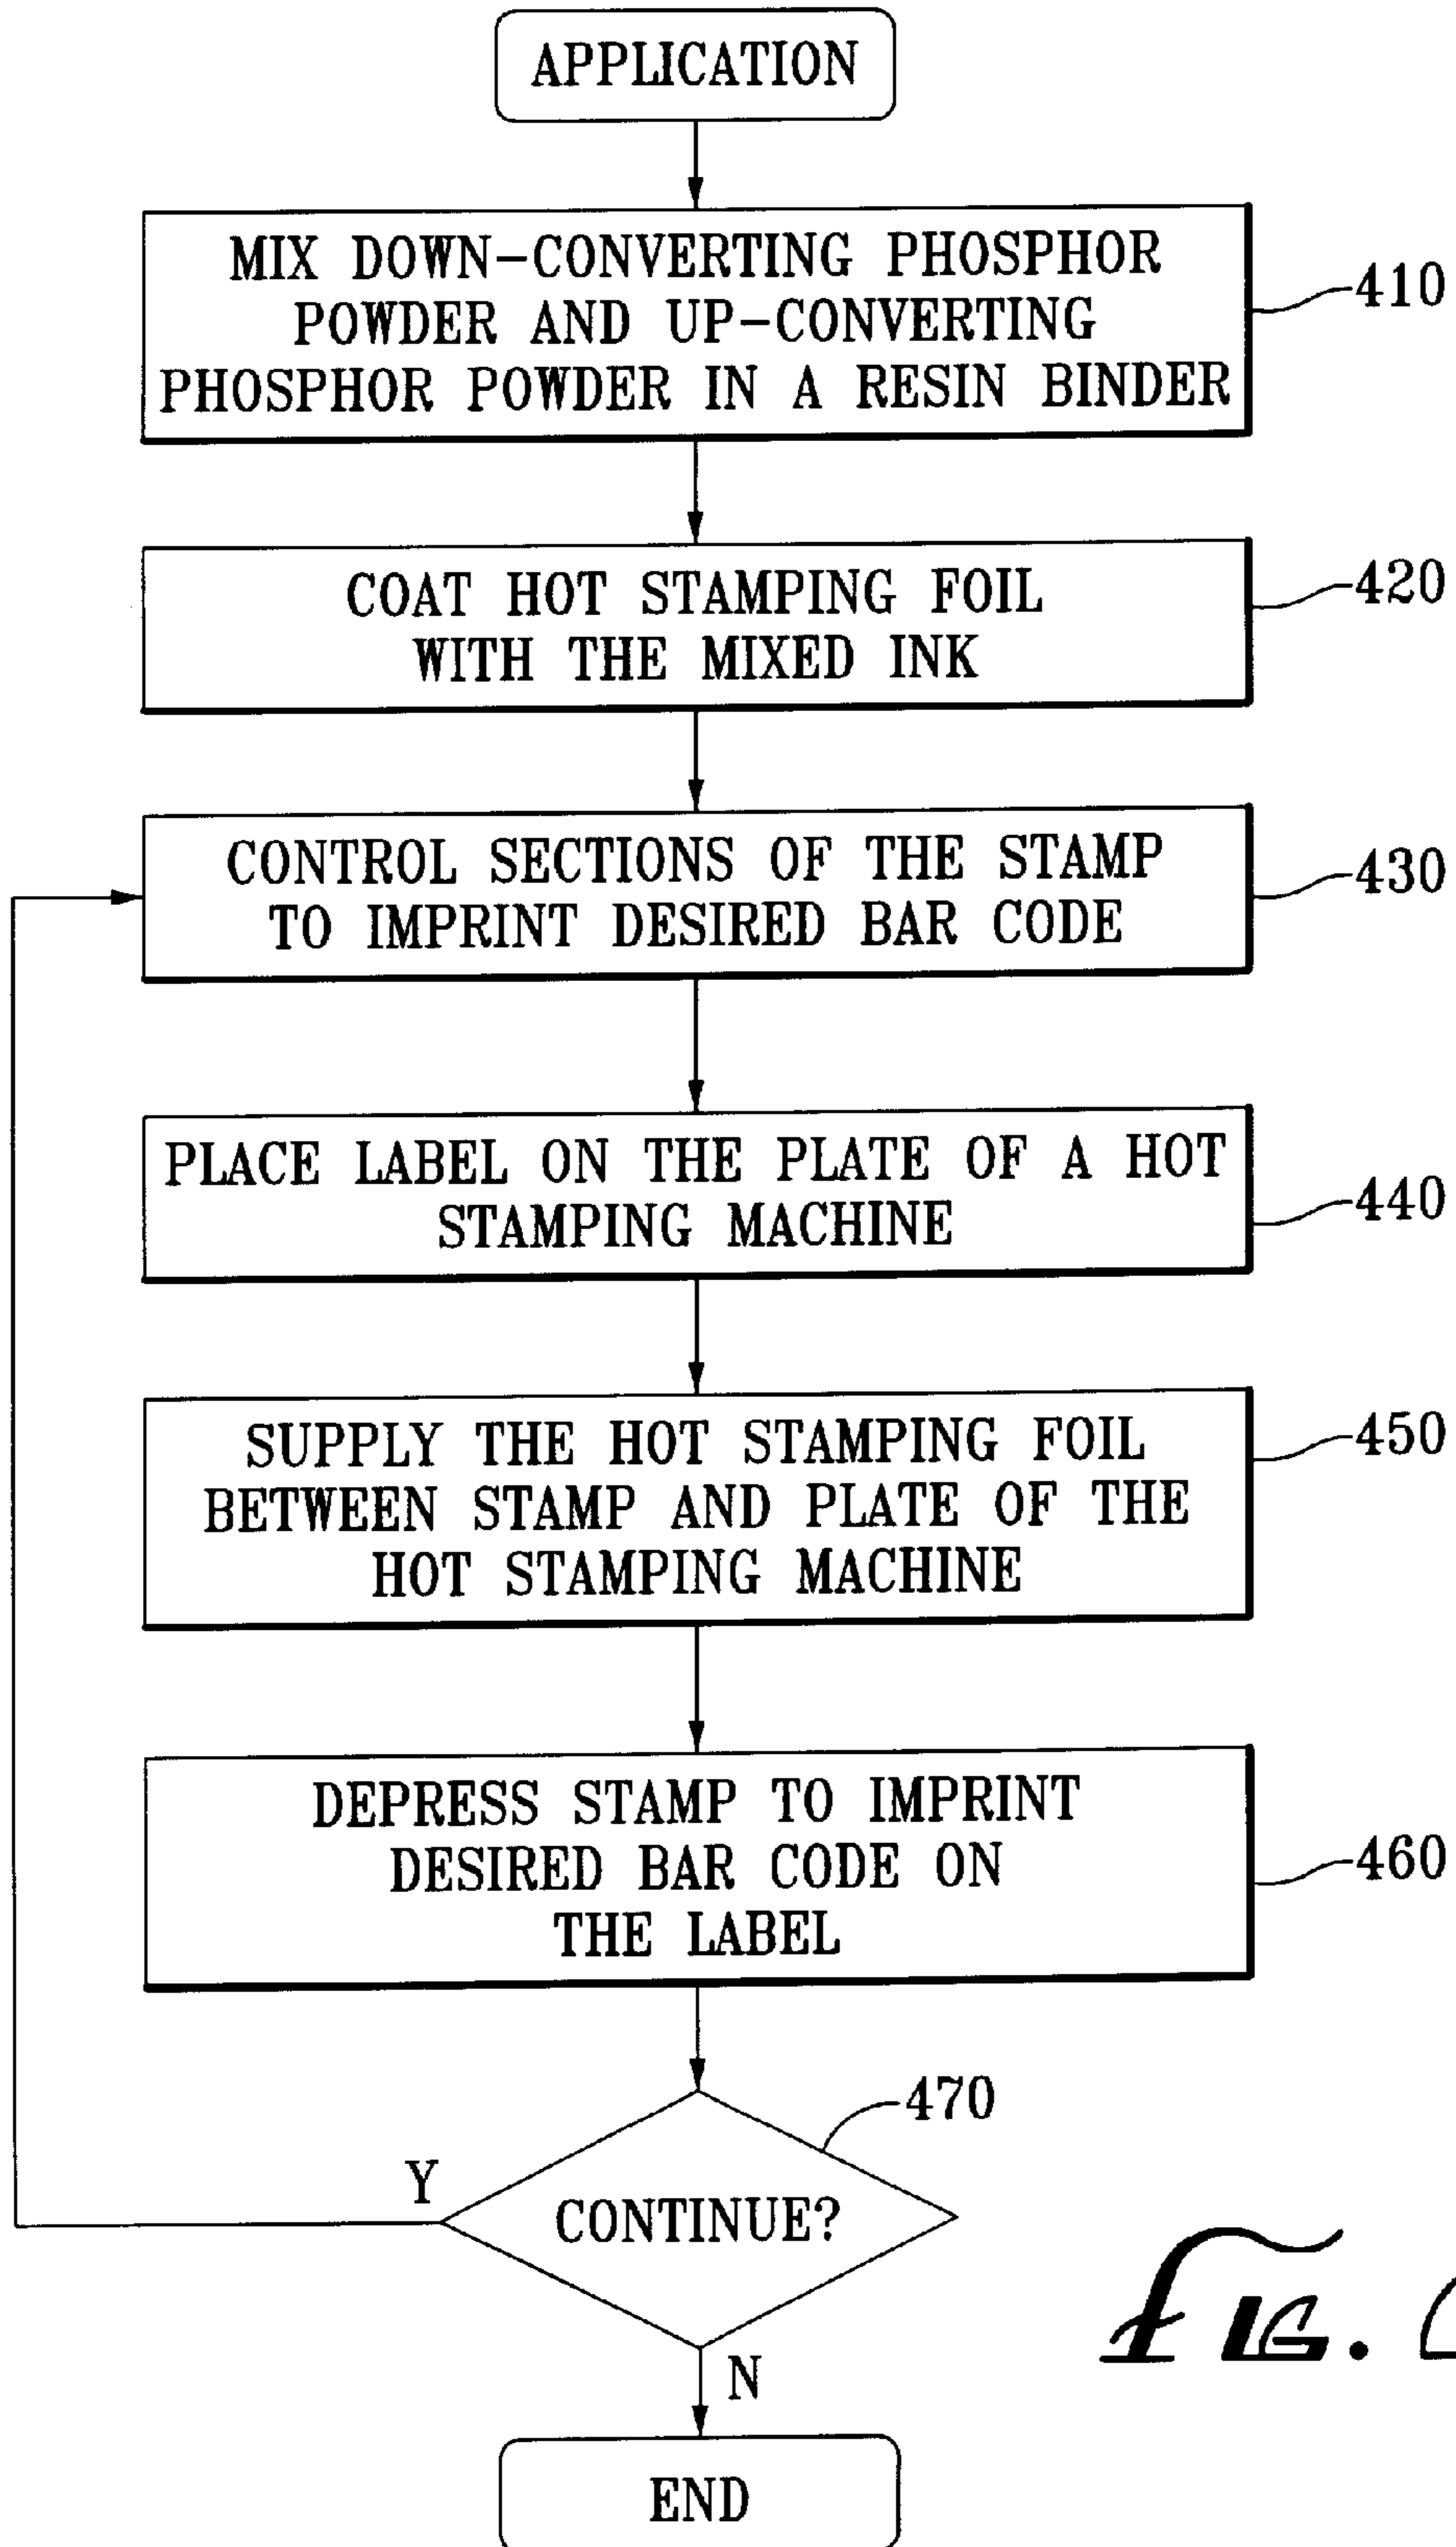 APPLICATION
MIX DOWN-CONVERTING PHOSPHOR
POWDER AND UP-CONVERTING
PHOSPHOR POWDER IN A RESIN BINDER
410
COAT HOT STAMPING FOIL
WITH THE MIXED INK
420
CONTROL SECTIONS OF THE STAMP
TO IMPRINT DESIRED BAR CODE
430
PLACE LABEL ON THE PLATE OF A HOT
STAMPING MACHINE
440
SUPPLY THE HOT STAMPING FOIL
BETWEEN STAMP AND PLATE OF THE
HOT STAMPING MACHINE
450
DEPRESS STAMP TO IMPRINT
DESIRED BAR CODE ON
THE LABEL
460
470
Y
CONTINUE?
N
FIG.
END